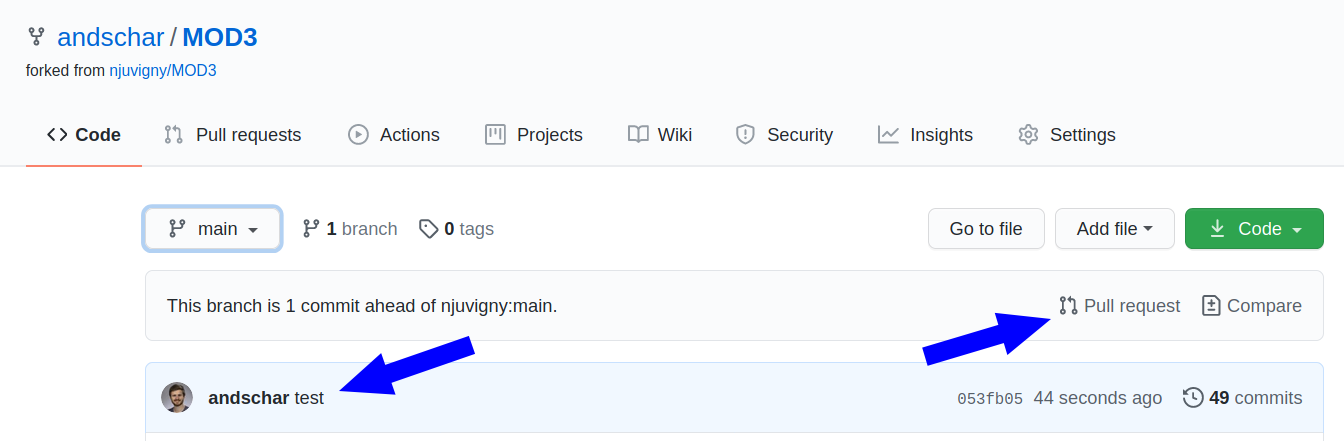 andschar / MOD3
forked from njuvigny/MOD3
Code Pull requests Actions Projects Wiki Security Insights Settings
main 1 branch 0 tags Go to file Add file Code
This branch is 1 commit ahead of njuvigny:main. Pull request Compare
andschar test 053fb05 44 seconds ago 49 commits